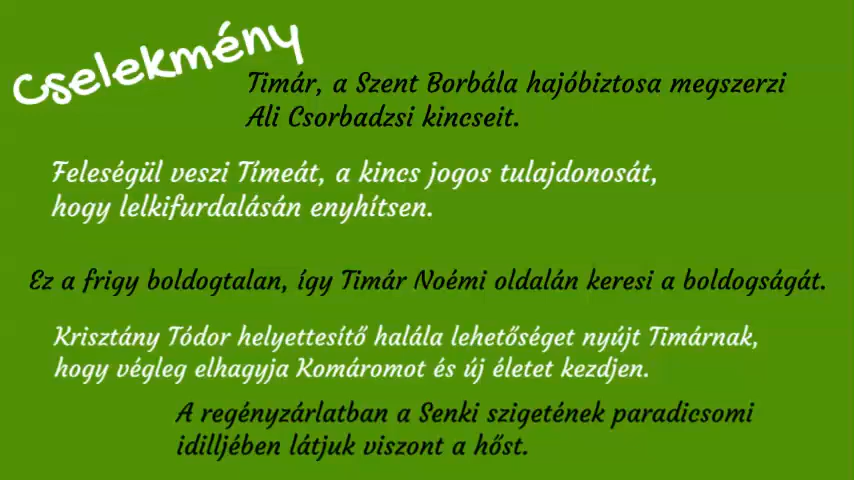 Cselekmény
Timár, a Szent Borbála hajóbiztosa megszerzi
Ali Csorbadzsi kincseit.
Feleségül veszi Tímeát, a kincs jogos tulajdonosát,
hogy lelkifurdalásán enyhítsen.
Ez a frigy boldogtalan, így Timár Noémi oldalán keresi a boldogságát.
Krisztány Tódor helyettesítő halála lehetőséget nyújt Timárnak,
hogy végleg elhagyja Komáromot és új életet kezdjen.
A regényzárlatban a Senki szigetének paradicsomi
idilljében látjuk viszont a hőst.